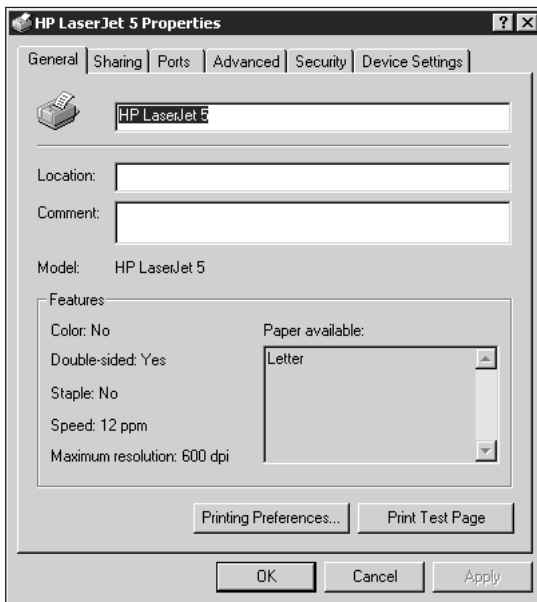 HP LaserJet 5 Properties
General Sharing Ports Advanced Security Device Settings
HP LaserJet 5
Location:
Comment:
Model: HP LaserJet 5
Features
Color: No
Double-sided: Yes
Staple: No
Speed: 12 ppm
Maximum resolution: 600 dpi
Paper available:
Letter
Printing Preferences... Print Test Page
OK Cancel Apply